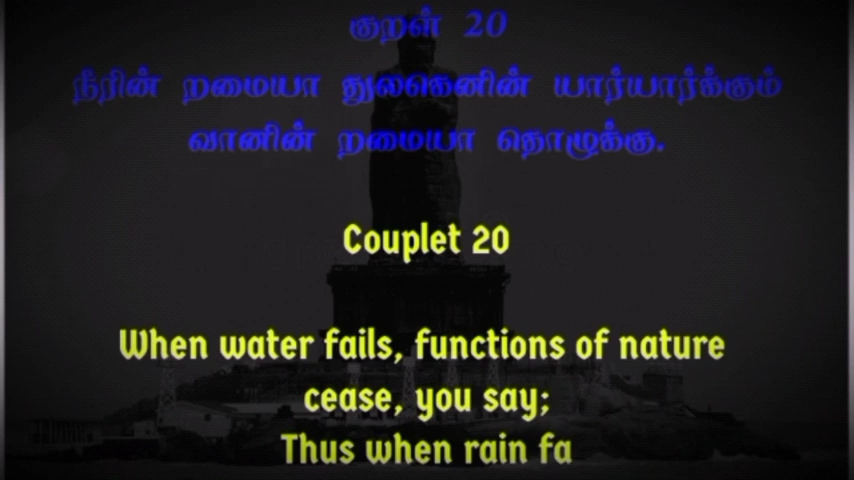 குறள் 20
நீரின் றமையா துலகெனின் யார்யார்க்கும்
வானின் றமையா தொழுக்கு.
Couplet 20
When water fails, functions of nature
cease, you say;
Thus when rain fa